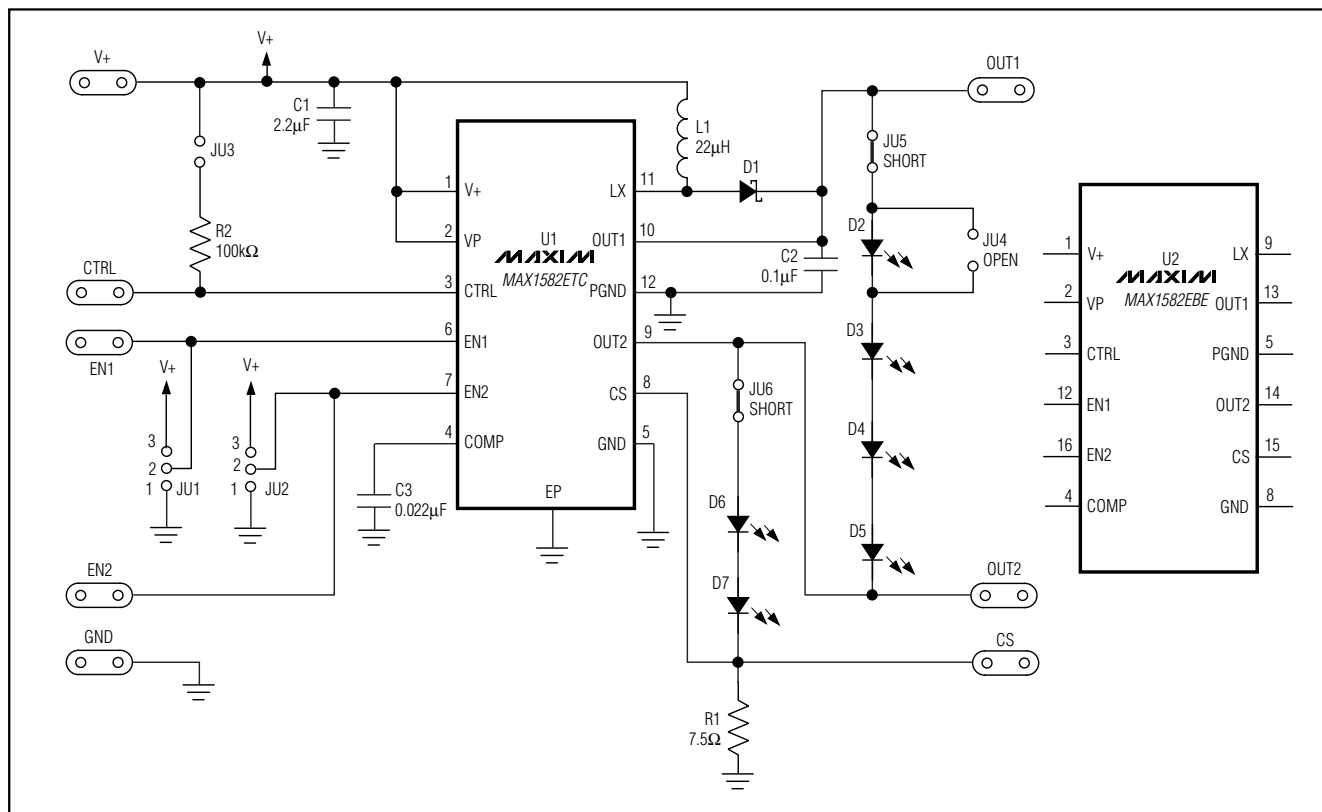 V+
V+
OUT1
C1
2.2μF
JU3
L1
22μH
JU5
SHORT
D1
1
V+
LX
11
R2
100kΩ
2
VP
U1
MAXIM
MAX1582ETC
OUT1
10
D2
JU4
OPEN
CTRL
3
CTRL
PGND
12
C2
0.1μF
EN1
6
EN1
OUT2
9
D3
V+
V+
7
EN2
CS
8
JU6
SHORT
3
2
1
JU1
3
2
1
JU2
4
COMP
GND
5
D4
C3
0.022μF
EP
D6
D5
EN2
D7
OUT2
GND
CS
R1
7.5Ω
1
V+
U2
MAXIM
MAX1582EBE
LX
9
2
VP
OUT1
13
3
CTRL
PGND
5
12
EN1
OUT2
14
16
EN2
CS
15
4
COMP
GND
8